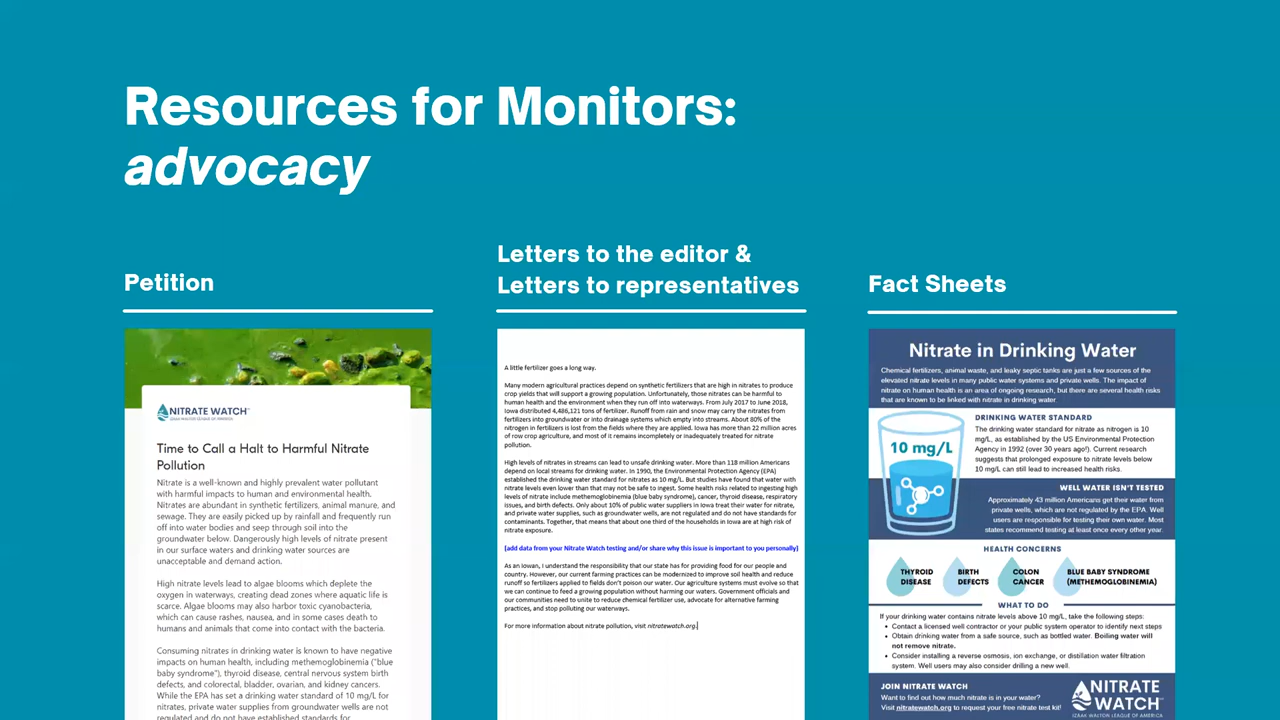 Resources for Monitors:
advocacy
Petition
NITRATE WATCH
IZAAK WALTON LEAGUE OF AMERICA
Time to Call a Halt to Harmful Nitrate
Pollution
Nitrate is a well-known and highly prevalent water pollutant
with harmful impacts to human and environmental health.
Nitrates are abundant in synthetic fertilizers, animal manure, and
sewage. They are easily picked up by rainfall and frequently run
off into water bodies and seep through soil into the
groundwater below. Dangerously high levels of nitrate present
in our surface waters and drinking water sources are
unacceptable and demand action.
High nitrate levels lead to algae blooms which deplete the
oxygen in waterways, creating dead zones where aquatic life is
scarce. Algae blooms may also harbor toxic cyanobacteria,
which can cause rashes, nausea, and in some cases death to
humans and animals that come into contact with the bacteria.
Consuming nitrates in drinking water is known to have negative
impacts on human health, including methemoglobinemia ("blue
baby syndrome"), thyroid disease, central nervous system birth
defects, and colorectal, bladder, ovarian, and kidney cancers.
While the EPA has set a drinking water standard of 10 mg/L for
nitrates, private water supplies from groundwater wells are not
regulated and do not have standards for
Letters to the editor &
Letters to representatives
A little fertilizer goes a long way.
Many modern agricultural practices depend on synthetic fertilizers that are high in nitrates to produce
crop yields that will support a growing population. Unfortunately, those nitrates can be harmful to
human health and the environment when they run off into waterways. From July 2017 to June 2018,
Iowa distributed 4,486,121 tons of fertilizer. Runoff from rain and snow may carry the nitrates from
fertilizers into groundwater or into drainage systems which empty into streams. About 80% of the
nitrogen in fertilizers is lost from the fields where they are applied. Iowa has more than 22 million acres
of row crop agriculture, and most of it remains incompletely or inadequately treated for nitrate
pollution.
High levels of nitrates in streams can lead to unsafe drinking water. More than 118 million Americans
depend on local streams for drinking water. In 1990, the Environmental Protection Agency (EPA)
established the drinking water standard for nitrates as 10 mg/L. But studies have found that water with
nitrate levels even lower than that may not be safe to ingest. Some health risks related to ingesting high
levels of nitrate include methemoglobinemia (blue baby syndrome), cancer, thyroid disease, respiratory
issues, and birth defects. Only about 10% of public water suppliers in Iowa treat their water for nitrate,
and private water supplies, such as groundwater wells, are not regulated and do not have standards for
contaminants. Together, that means that about one third of the households in Iowa are at high risk of
nitrate exposure.
(add data from your Nitrate Watch testing and/or share why this issue is important to you personally)
As an Iowan, I understand the responsibility that our state has for providing food for our people and
country. However, our current farming practices can be modernized to improve soil health and reduce
runoff so fertilizers applied to fields don't poison our water. Our agriculture systems must evolve so that
we can continue to feed a growing population without harming our waters. Government officials and
our communities need to unite to reduce chemical fertilizer use, advocate for alternative farming
practices, and stop polluting our waterways.
For more information about nitrate pollution, visit nitratewatch.org.
Fact Sheets
Nitrate in Drinking Water
Chemical fertilizers, animal waste, and leaky septic tanks are just a few sources of the
elevated nitrate levels in many public water systems and private wells. The impact of
nitrate on human health is an area of ongoing research, but there are several health risks
that are known to be linked with nitrate in drinking water.
10 mg/L
DRINKING WATER STANDARD
The drinking water standard for nitrate as nitrogen is 10
mg/L, as established by the US Environmental Protection
Agency in 1992 (over 30 years ago!). Current research
suggests that prolonged exposure to nitrate levels below
10 mg/L can still lead to increased health risks.
WELL WATER ISN'T TESTED
Approximately 43 million Americans get their water from
private wells, which are not regulated by the EPA. Well
users are responsible for testing their own water. Most
states recommend testing at least once every other year.
HEALTH CONCERNS
THYROID
DISEASE
BIRTH
DEFECTS
COLON
CANCER
BLUE BABY SYNDROME
(METHEMOGLOBINEMIA)
WHAT TO DO
If your drinking water contains nitrate levels above 10 mg/L, take the following steps:
• Contact a licensed well contractor or your public system operator to identify next steps
• Obtain drinking water from a safe source, such as bottled water. Boiling water will
not remove nitrate.
• Consider installing a reverse osmosis, ion exchange, or distillation water filtration
system. Well users may also consider drilling a new well.
JOIN NITRATE WATCH
Want to find out how much nitrate is in your water?
Visit nitratewatch.org to request your free nitrate test kit!
NITRATE
WATCH
IZAAK WALTON LEAGUE OF AMERICA